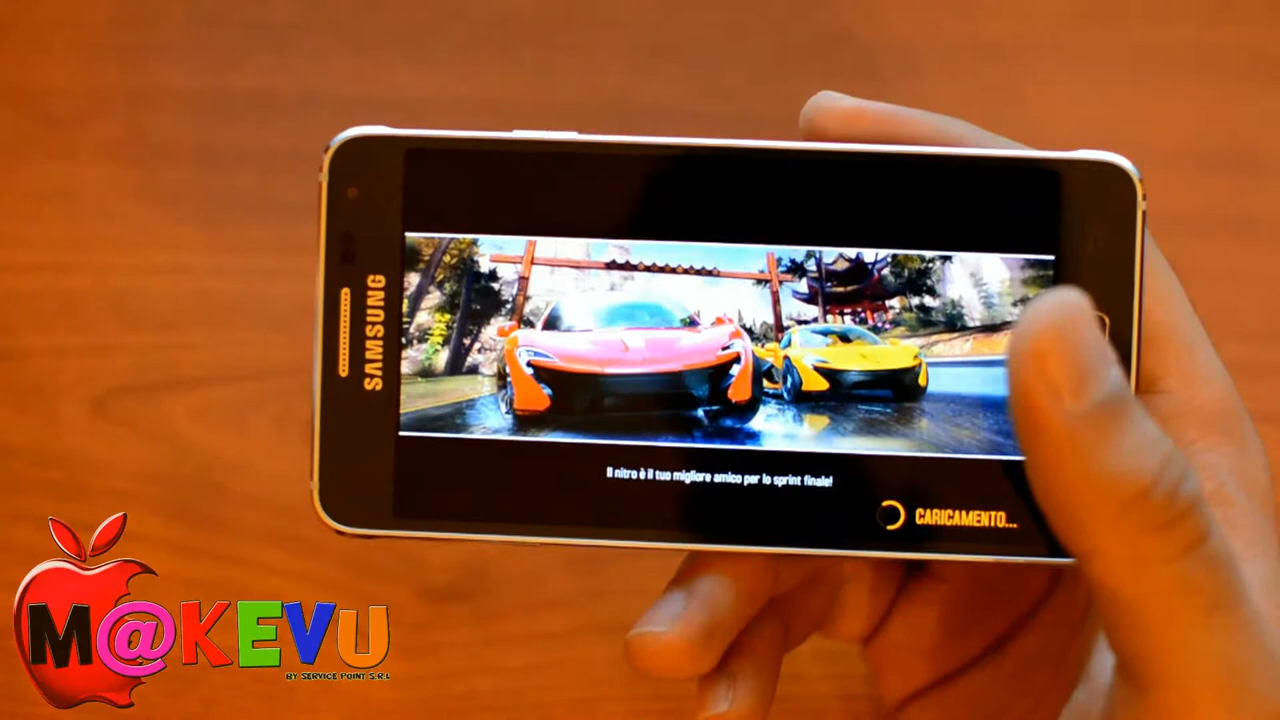 SAMSUNG
Il nitro è il tuo migliore amico per lo sprint finale!
CARICAMENTO...
M@KEVU
BY SERVICE POINT S.R.L